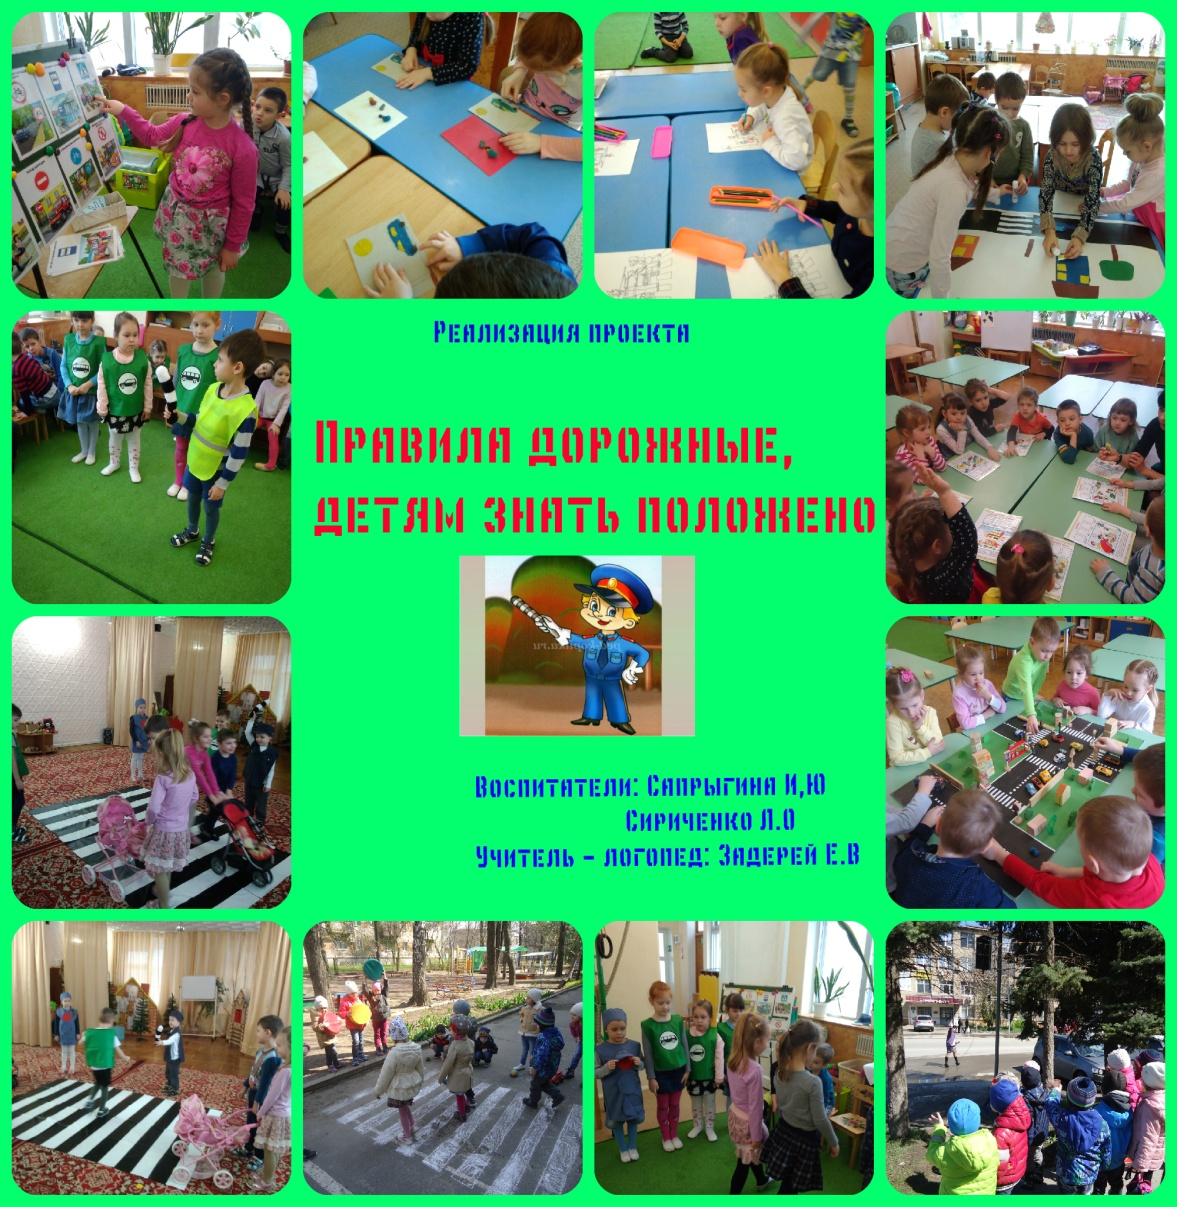 Реализация проекта
Правила дорожные,
детям знать положено
Воспитатели: Сапрыгина И,Ю
Сириченко Л.О
Учитель – логопед: Задерей Е.В